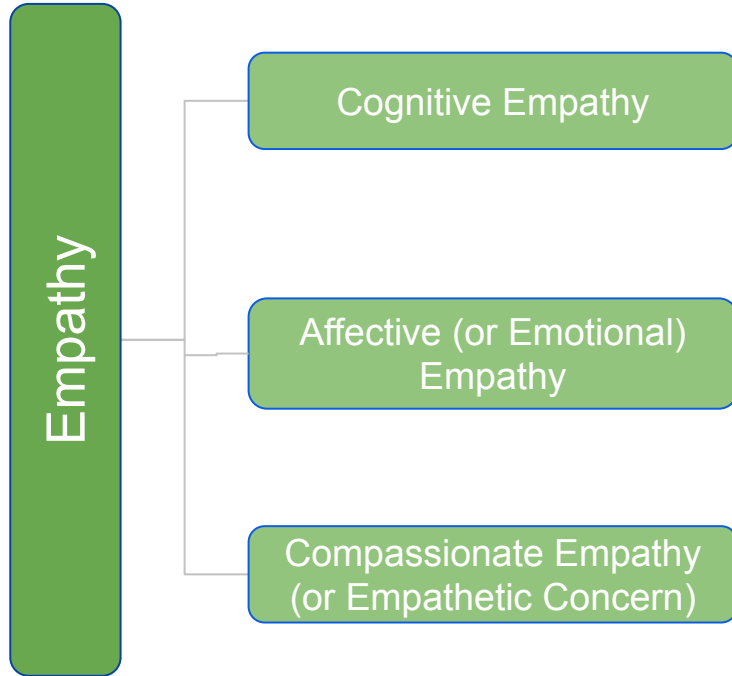 Empathy
Cognitive Empathy
Affective (or Emotional)
Empathy
Compassionate Empathy
(or Empathetic Concern)